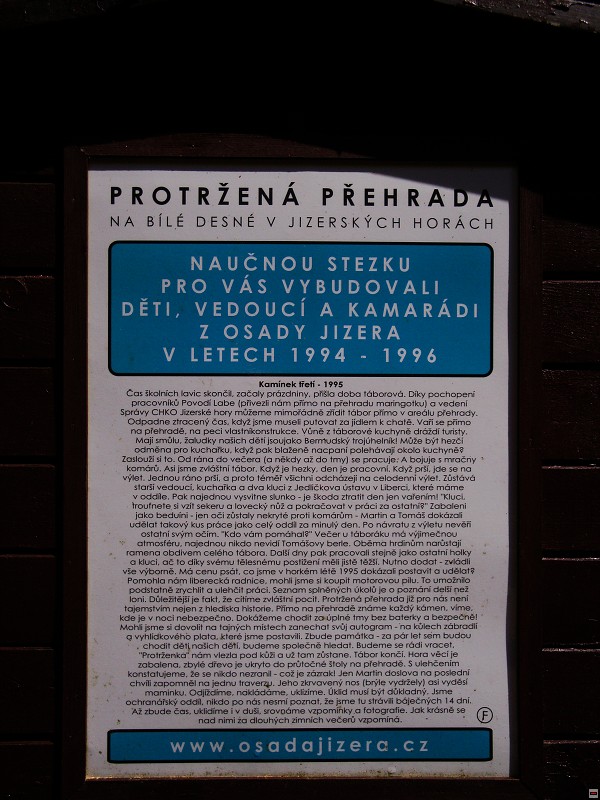 PROTRŽENÁ PŘEHRADA
NA BÍLÉ DESNÉ V JIZERSKÝCH HORÁCH
NAUČNOU STEZKU
PRO VÁS VYBUDOVALI
DĚTI, VEDOUCÍ A KAMARÁDI
Z OSADY JIZERA
V LETECH 1994 - 1996
Kamínek třetí - 1995
Čas školních lavic skončil, začaly prázdniny, přišla doba táborová. Díky pochopení
pracovníků Povodí Labe (přivezli nám přímo na přehradu maringotku) a vedení
Správy CHKO Jizerské hory můžeme mimořádně zřídit tábor přímo v areálu přehrady.
Odpadne ztracený čas, když jsme museli putovat za jídlem k chatě. Vaří se přímo
na přehradě, na peci vlastníkonstrukce. Vůně z táborové kuchyně dráždí turisty.
Mají smůlu, žaludky našich dětí jsoujako Bermudský trojúhelník! Může být hezčí
odměna pro kuchařku, když pak blaženě nacpaní polehávají okolo kuchyně?
Zaslouží si to. Od rána do večera (a někdy až do tmy) se pracuje. A bojuje s mračny
komárů. Asi jsme zvláštní tábor. Když je hezky, den je pracovní. Když prší, jde se na
výlet. Jednou ráno prší, a proto téměř všichni odcházejí na celodenní výlet. Zůstává
starší vedoucí, kuchařka a dva kluci z Jedličkova ústavu v Liberci, které máme
v oddíle. Pak najednou vysvitne slunko - je škoda ztratit den jen vařením! "Kluci,
troufnete si vzít sekeru a lovecký nůž a pokračovat v práci za ostatní?" Zabaleni
jako beduíni - jen oči zůstaly nekryté proti komárům - Martin a Tomáš dokázali
udělat takový kus práce jako celý oddíl za minulý den. Po návratu z výletu nevěří
ostatní svým očím. "Kdo vám pomáhal?" Večer u táboráku má výjimečnou
atmosféru, najednou nikdo nevidí Tomášovy berle. Oběma hrdinům narůstají
ramena obdivem celého tábora. Další dny pak pracovali stejně jako ostatní holky
a kluci, ač to díky svému tělesnému postižení měli jistě těžší. Nutno dodat - zvládli
vše výborně. Má cenu psát, co jsme v horkém létě 1995 dokázali postavit a udělat?
Pomohla nám liberecká radnice, mohli jsme si koupit motorovou pilu. To umožnilo
podstatně zrychlit a ulehčit práci. Seznam splněných úkolů je o poznání delší než
loni. Důležitější je fakt, že cítíme zvláštní pocit. Protržená přehrada již pro nás není
tajemstvím nejen z hlediska historie. Přímo na přehradě známe každý kámen, víme,
kde je v noci nebezpečno. Dokážeme chodit za úplné tmy bez baterky a bezpečně!
Mohli jsme si dovolit na tajných místech zanechat svůj autogram - na kůlech zábradlí
a vyhlídkového plata, které jsme postavili. Zbude památka - za pár let sem budou
chodit děti našich dětí, budeme společně hledat. Budeme se rádi vracet.
"Protrženka" nám vlezla pod kůži a už tam zůstane. Tábor končí. Hora věcí je
zabalena, zbylé dřevo je ukryto do průtočné štoly na přehradě. S ulehčením
konstatujeme, že se nikdo nezranil - což je zázrak! Jen Martin doslova na poslední
chvíli zapomněl na jednu traverzu. Jeho zkrvavený nos (brýle vydržely) asi vyděsí
maminku. Odjíždíme, nakládáme, uklízíme. Úklid musí být důkladný. Jsme
ochranářský oddíl, nikdo po nás nesmí poznat, že jsme tu strávili báječných 14 dní.
Až zbude čas, uklidíme i v duši, srovnáme vzpomínky a fotografie. Jak krásně se
nad nimi za dlouhých zimních večerů vzpomíná.
F
www.osadajizera.cz